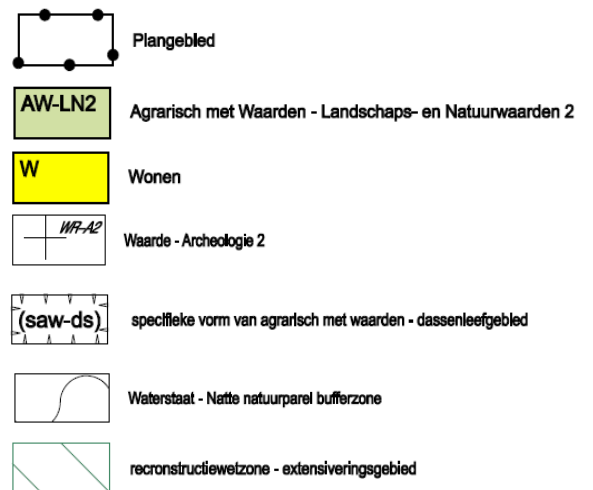 Plangebied
AW-LN2
Agrarisch met Waarden - Landschaps- en Natuurwaarden 2
W
Wonen
WR-A2
Waarde - Archeologie 2
(saw-ds)
specifieke vorm van agrarisch met waarden - dassenleefgebied
Waterstaat - Natte natuurparel bufferzone
recronstructiewetzone - extensiveringsgebied